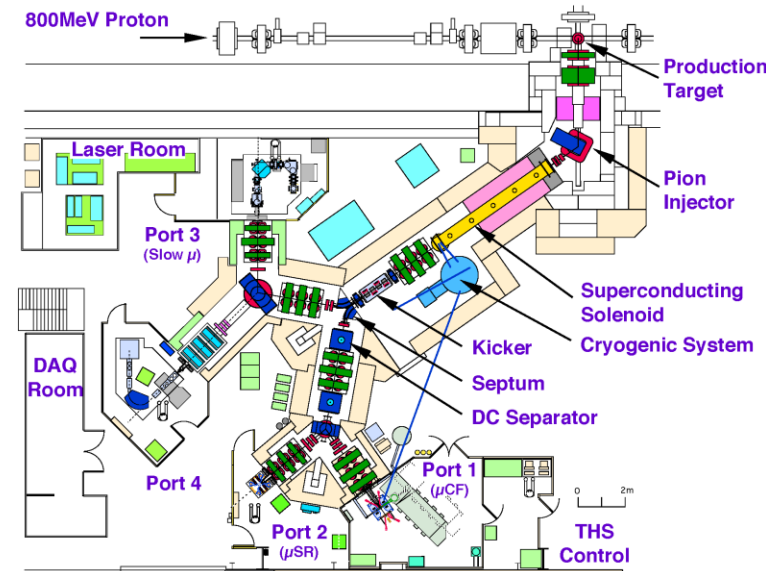 800MeV Proton
Production
Target
Laser Room
Pion
Injector
Port 3
(Slow μ)
Superconducting
Solenoid
Kicker
Cryogenic System
DAQ
Room
Septum
DC Separator
Port 4
Port 1
(μCF)
Port 2
(μSR)
0 2m
THS
Control